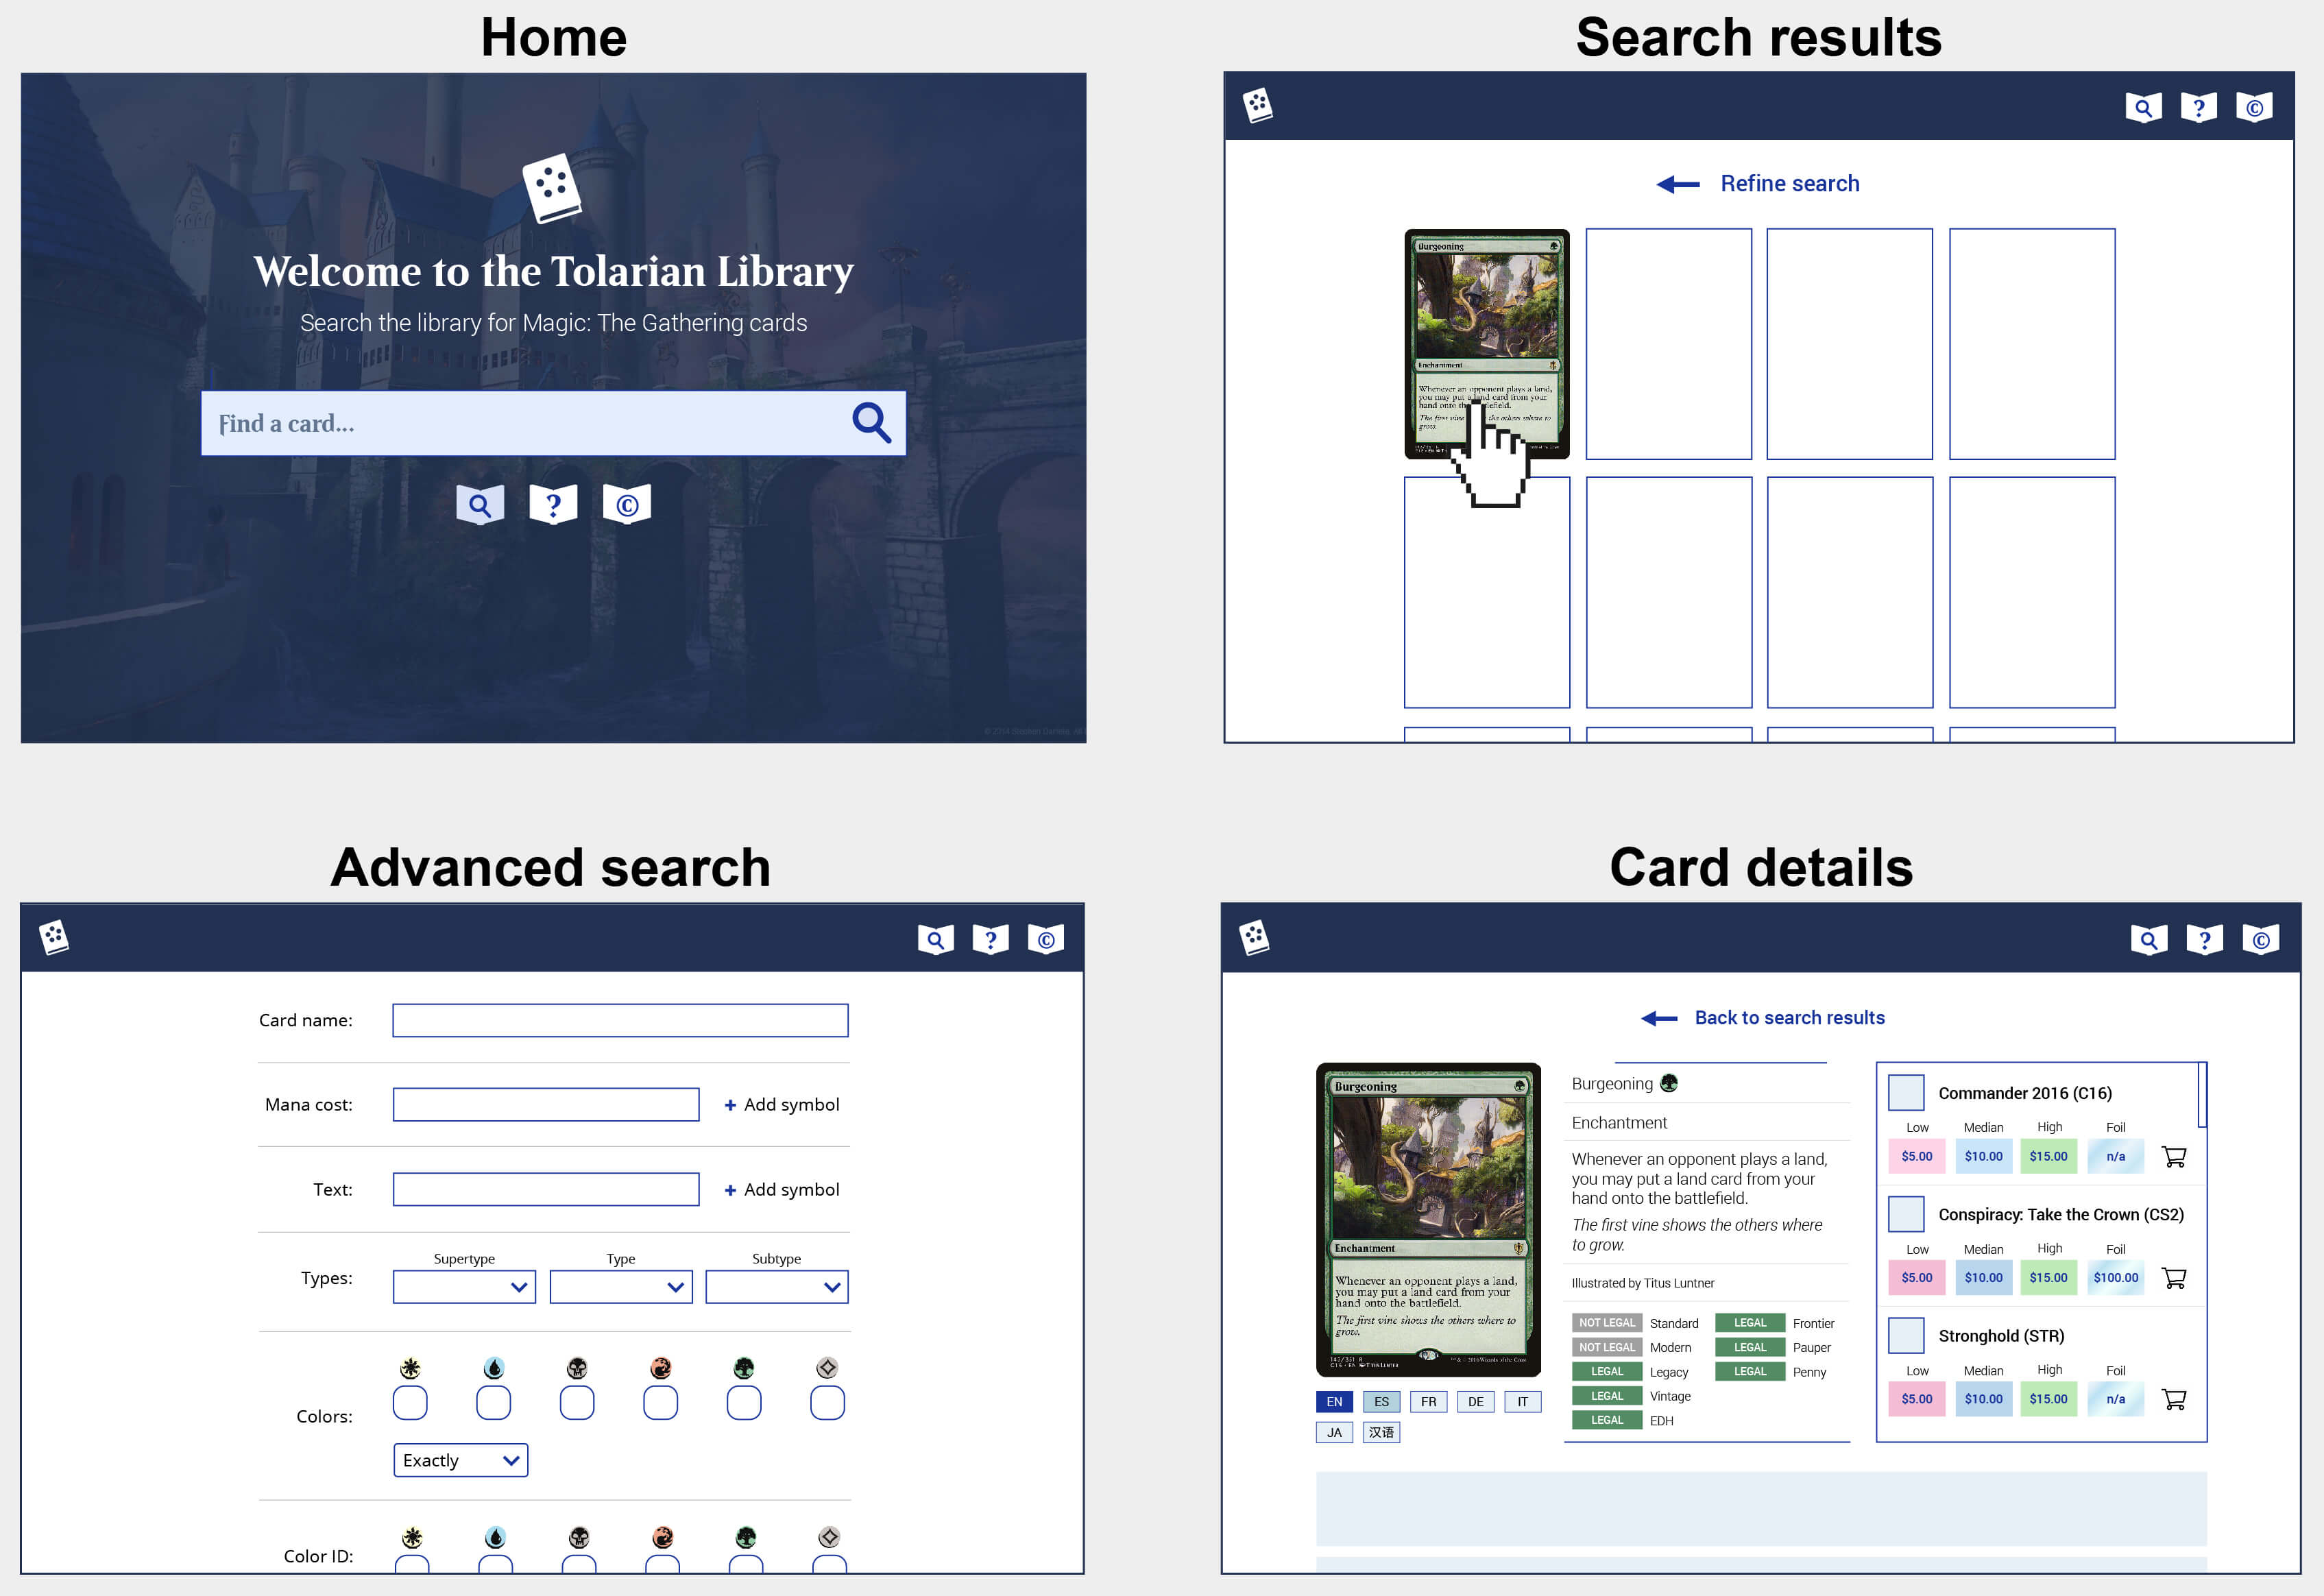 Home
Welcome to the Tolarian Library
Search the library for Magic: The Gathering cards
Find a card...
?
©
Search results
?
©
Refine search
Burgeoning
Enchantment
Whenever an opponent plays a land,
you may put a land card from your
hand onto the battlefield.
The first vine the others where to
grow.
Advanced search
?
©
Card name:
Mana cost:
+ Add symbol
Text:
+ Add symbol
Types:
Supertype
Type
Subtype
Colors:
Exactly
Color ID:
Card details
?
©
Back to search results
Burgeoning
Enchantment
Whenever an opponent plays a land,
you may put a land card from your
hand onto the battlefield.
The first vine shows the others where to
grow.
EN ES FR DE IT
JA 汉语
Burgeoning
Enchantment
Whenever an opponent plays a land,
you may put a land card from your
hand onto the battlefield.
The first vine shows the others where
to grow.
Illustrated by Titus Luntner
NOT LEGAL Standard LEGAL Frontier
NOT LEGAL Modern LEGAL Pauper
LEGAL Legacy LEGAL Penny
LEGAL Vintage
LEGAL EDH
Commander 2016 (C16)
Low Median High Foil
$5.00 $10.00 $15.00 n/a
Conspiracy: Take the Crown (CS2)
Low Median High Foil
$5.00 $10.00 $15.00 $100.00
Stronghold (STR)
Low Median High Foil
$5.00 $10.00 $15.00 n/a